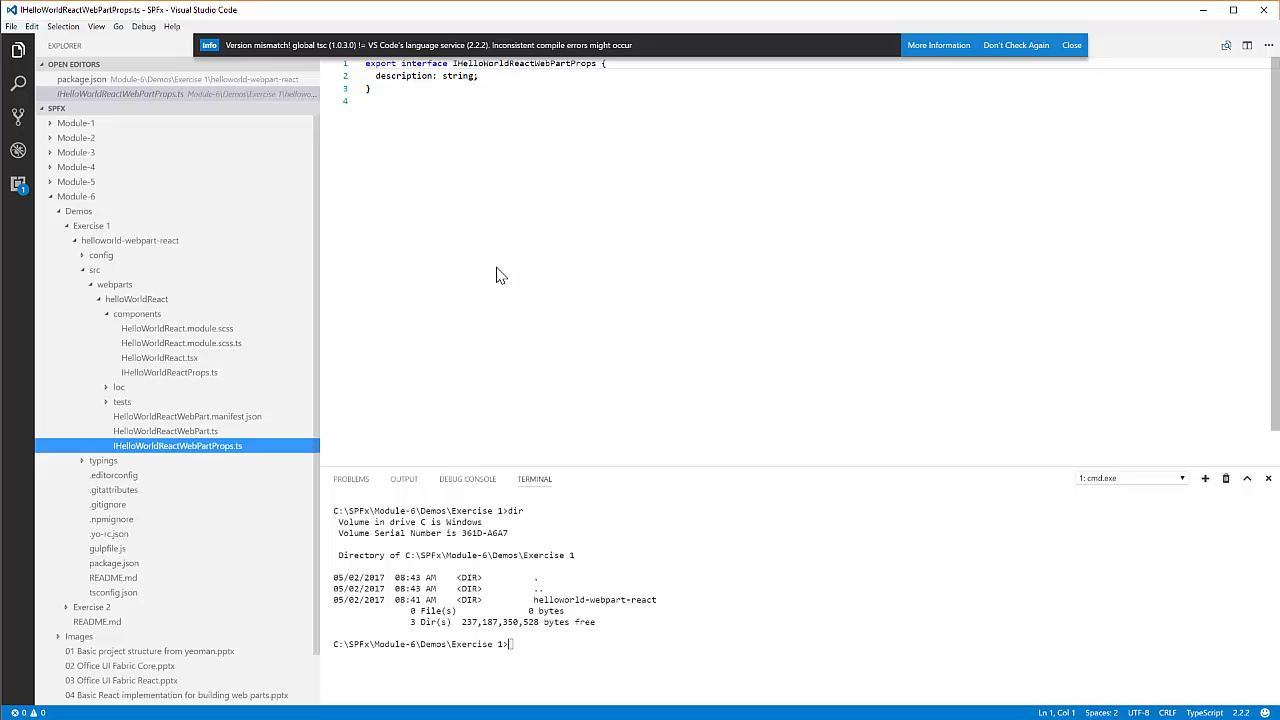 IHelloWorldReactWebPartProps.ts - SPFx - Visual Studio Code
File Edit Selection View Go Debug Help
EXPLORER
Info Version mismatch! global tsc (1.0.3.0) != VS Code's language service (2.2.2). Inconsistent compile errors might occur More Information Don't Check Again Close
OPEN EDITORS
package.json Module-6\Demos\Exercise 1\helloworld-webpart-react
IHelloWorldReactWebPartProps.ts Module-6\Demos\Exercise 1\hellowo...
SPFX
Module-1
Module-2
Module-3
Module-4
Module-5
Module-6
Demos
Exercise 1
helloworld-webpart-react
config
src
webparts
helloWorldReact
components
HelloWorldReact.module.scss
HelloWorldReact.module.scss.ts
HelloWorldReact.tsx
IHelloWorldReactProps.ts
loc
tests
HelloWorldReactWebPart.manifest.json
HelloWorldReactWebPart.ts
IHelloWorldReactWebPartProps.ts
typings
.editorconfig
.gitattributes
.gitignore
.npmignore
.yo-rc.json
gulpfile.js
package.json
README.md
tsconfig.json
Exercise 2
README.md
Images
01 Basic project structure from yeoman.pptx
02 Office UI Fabric Core.pptx
03 Office UI Fabric React.pptx
04 Basic React implementation for building web parts.pptx
1
1 export interface IHelloWorldReactWebPartProps {
2 description: string;
3 }
4
PROBLEMS OUTPUT DEBUG CONSOLE TERMINAL 1: cmd.exe
C:\SPFx\Module-6\Demos\Exercise 1>dir
Volume in drive C is Windows
Volume Serial Number is 361D-A6A7
Directory of C:\SPFx\Module-6\Demos\Exercise 1
05/02/2017 08:43 AM <DIR> .
05/02/2017 08:43 AM <DIR> ..
05/02/2017 08:41 AM <DIR> helloworld-webpart-react
0 File(s) 0 bytes
3 Dir(s) 237,187,350,528 bytes free
C:\SPFx\Module-6\Demos\Exercise 1>
0 0 Ln 1, Col 1 Spaces: 2 UTF-8 CRLF TypeScript 2.2.2